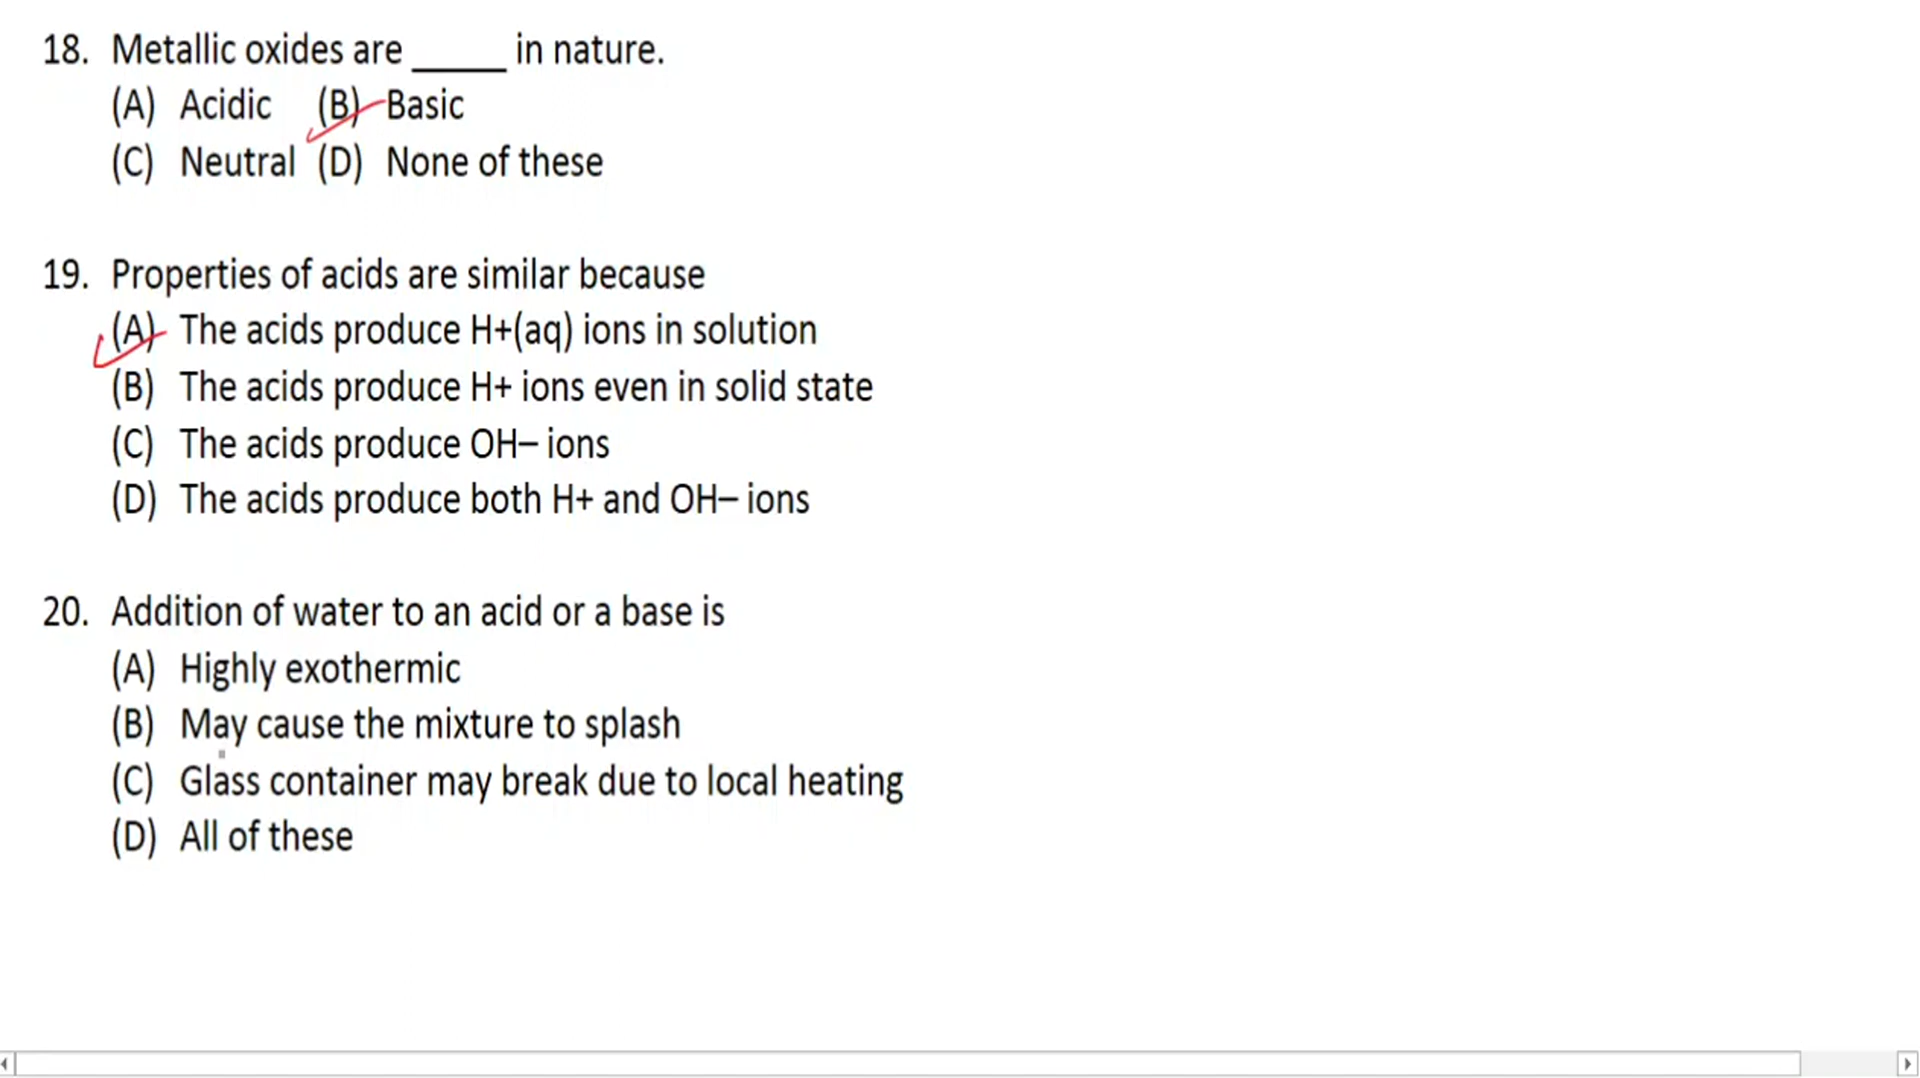 18. Metallic oxides are _____ in nature.
(A) Acidic (B) Basic
(C) Neutral (D) None of these
19. Properties of acids are similar because
(A) The acids produce H+(aq) ions in solution
(B) The acids produce H+ ions even in solid state
(C) The acids produce OH– ions
(D) The acids produce both H+ and OH– ions
20. Addition of water to an acid or a base is
(A) Highly exothermic
(B) May cause the mixture to splash
(C) Glass container may break due to local heating
(D) All of these